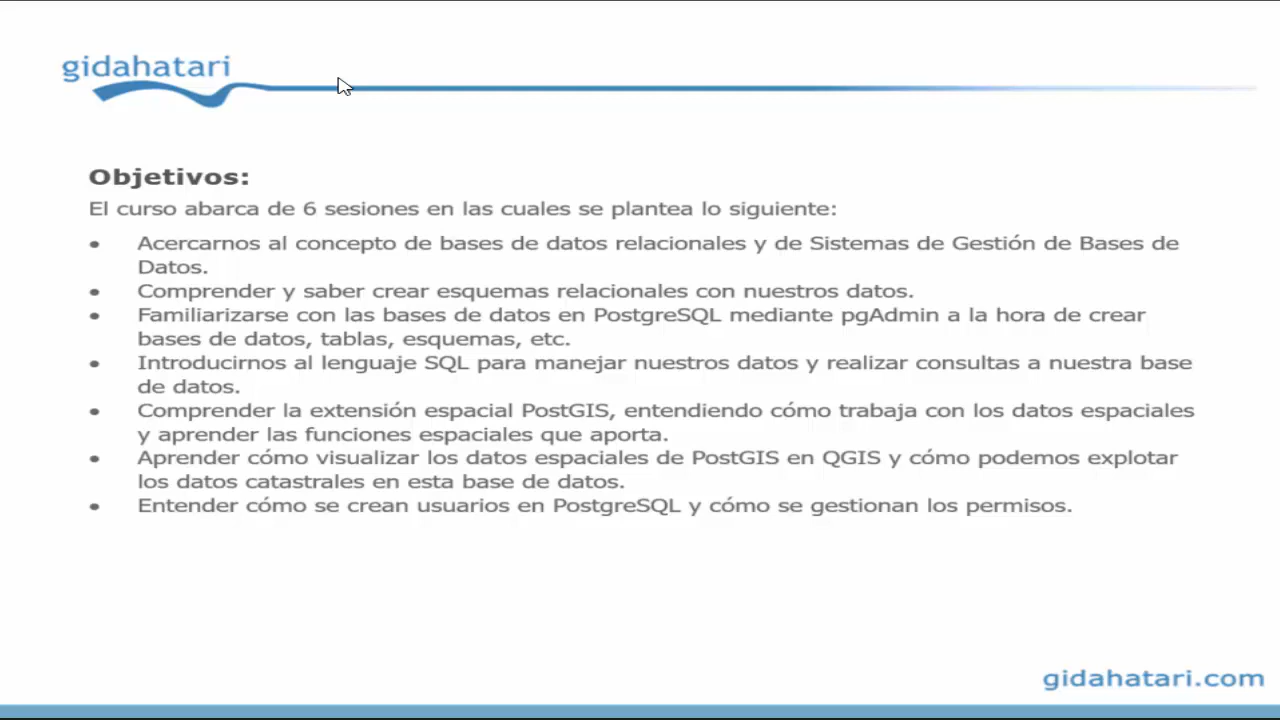 gidahatari
Objetivos:
El curso abarca de 6 sesiones en las cuales se plantea lo siguiente:
• Acercarnos al concepto de bases de datos relacionales y de Sistemas de Gestión de Bases de
Datos.
• Comprender y saber crear esquemas relacionales con nuestros datos.
• Familiarizarse con las bases de datos en PostgreSQL mediante pgAdmin a la hora de crear
bases de datos, tablas, esquemas, etc.
• Introducirnos al lenguaje SQL para manejar nuestros datos y realizar consultas a nuestra base
de datos.
• Comprender la extensión espacial PostGIS, entendiendo cómo trabaja con los datos espaciales
y aprender las funciones espaciales que aporta.
• Aprender cómo visualizar los datos espaciales de PostGIS en QGIS y cómo podemos explotar
los datos catastrales en esta base de datos.
• Entender cómo se crean usuarios en PostgreSQL y cómo se gestionan los permisos.
gidahatari.com